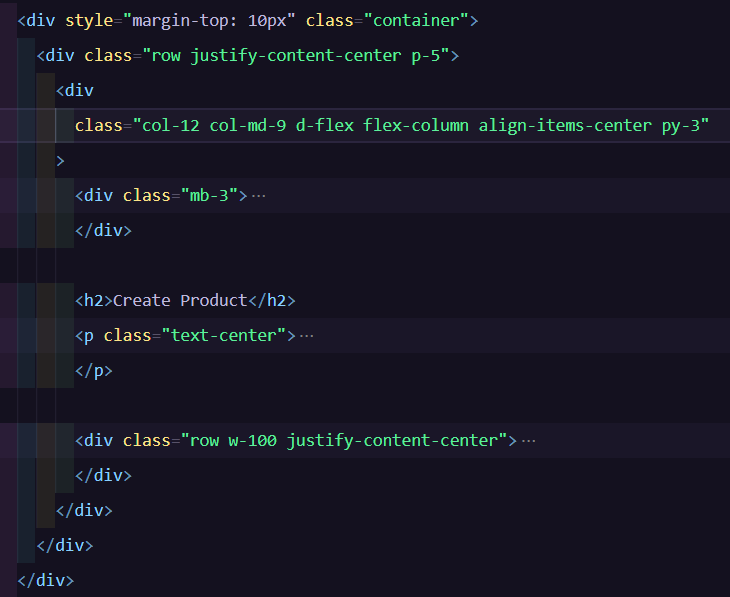 <div style="margin-top: 10px" class="container">
<div class="row justify-content-center p-5">
<div
class="col-12 col-md-9 d-flex flex-column align-items-center py-3"
>
<div class="mb-3">···
</div>
<h2>Create Product</h2>
<p class="text-center">···
</p>
<div class="row w-100 justify-content-center">···
</div>
</div>
</div>
</div>